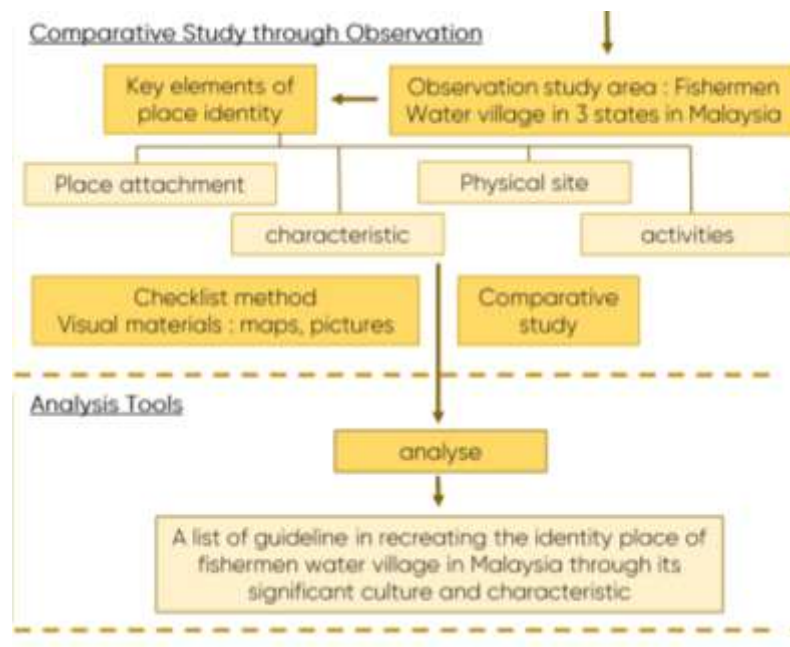 Comparative Study through Observation
Key elements of
place identity
Observation study area : Fishermen
Water village in 3 states in Malaysia
Place attachment
Physical site
characteristic
activities
Checklist method
Visual materials : maps, pictures
Comparative
study
Analysis Tools
analyse
A list of guideline in recreating the identity place of
fishermen water village in Malaysia through its
significant culture and characteristic